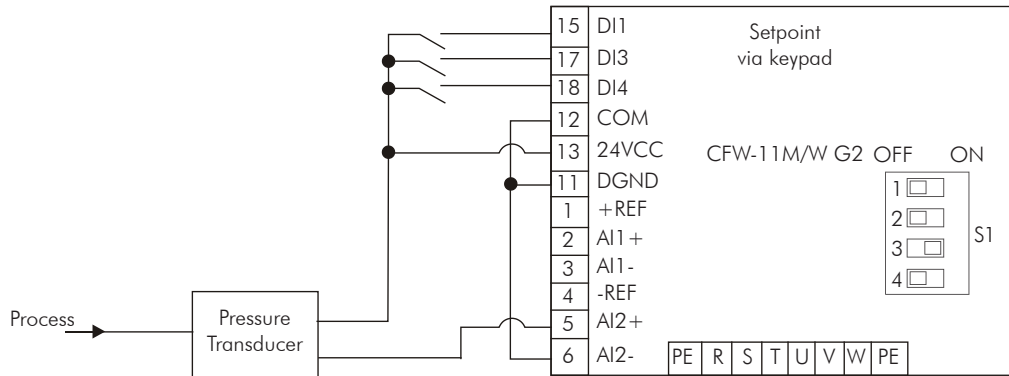 15 DI1
17 DI3
18 DI4
12 COM
13 24VCC
11 DGND
1 +REF
2 AI1+
3 AI1-
4 -REF
5 AI2+
6 AI2-
Setpoint
via keypad
CFW-11M/W G2 OFF ON
1
2
3
4
S1
Process
Pressure
Transducer
PE R S T U V W PE